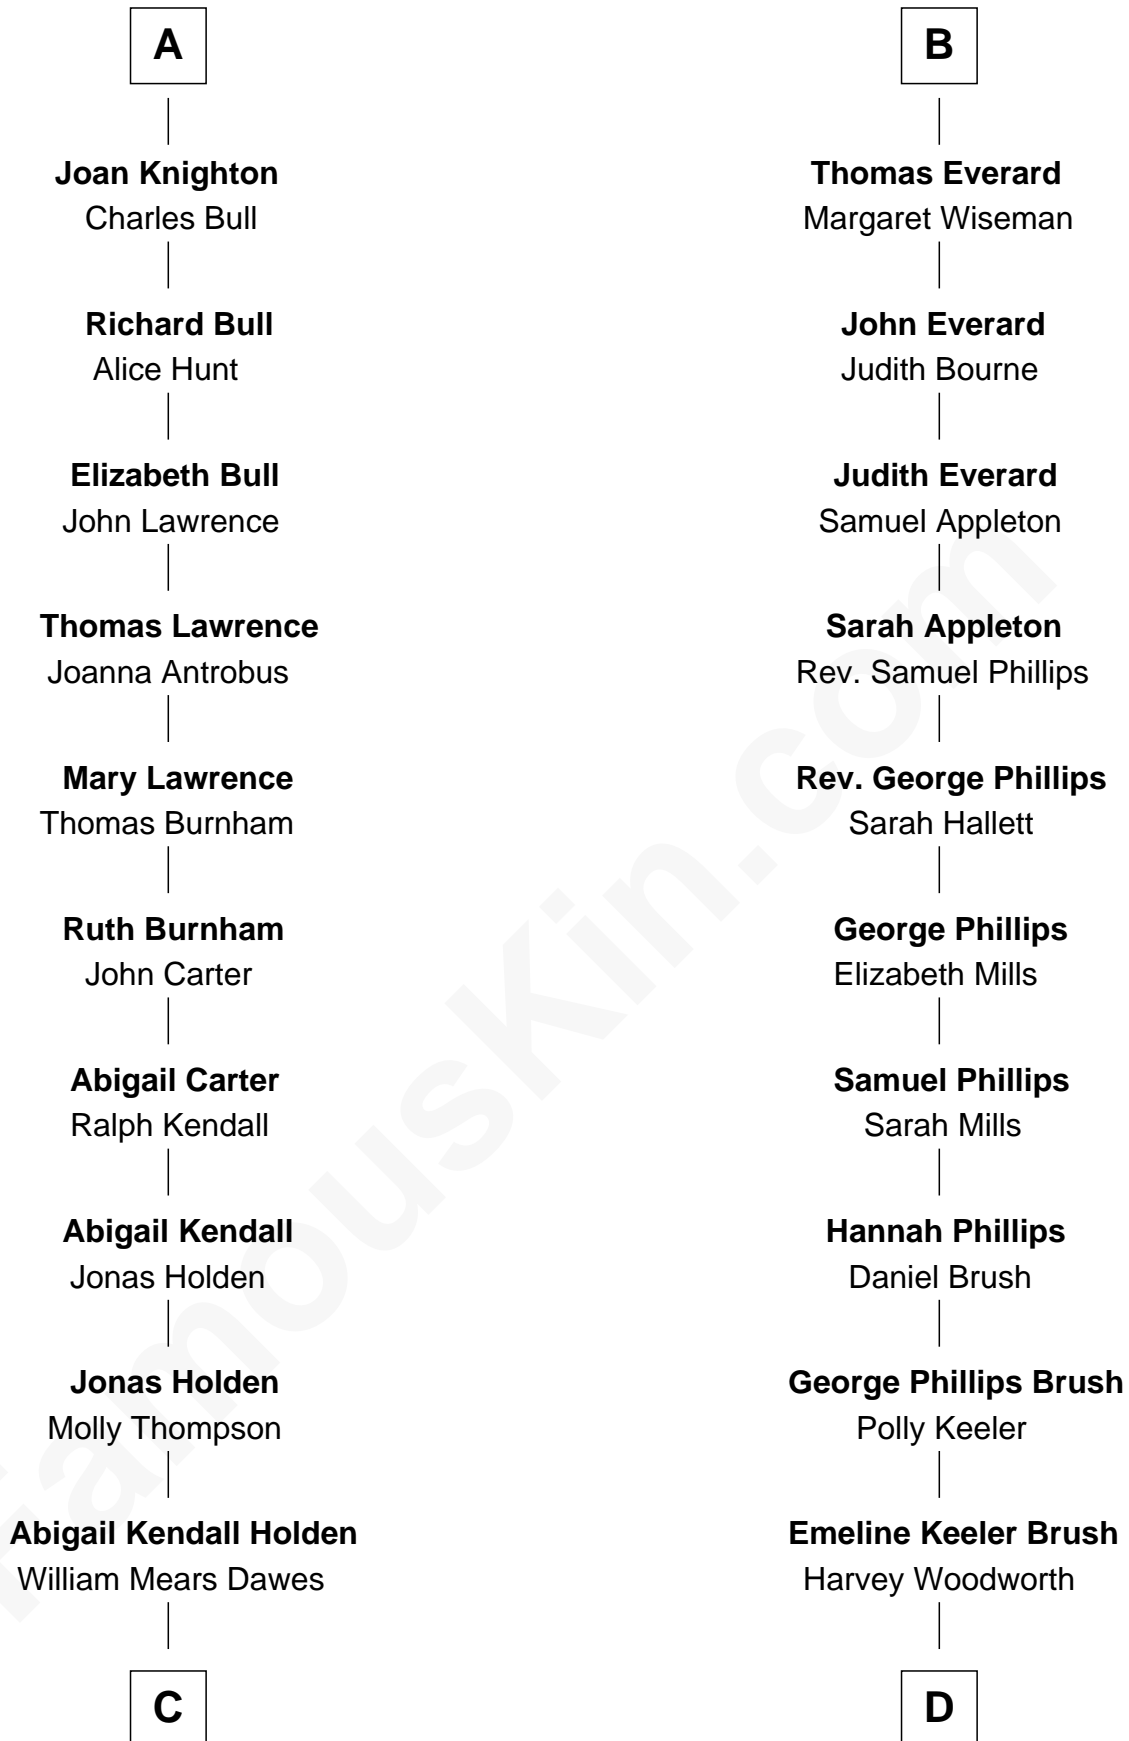 A
Joan Knighton
Charles Bull
Richard Bull
Alice Hunt
Elizabeth Bull
John Lawrence
Thomas Lawrence
Joanna Antrobus
Mary Lawrence
Thomas Burnham
Ruth Burnham
John Carter
Abigail Carter
Ralph Kendall
Abigail Kendall
Jonas Holden
Jonas Holden
Molly Thompson
Abigail Kendall Holden
William Mears Dawes
C
B
Thomas Everard
Margaret Wiseman
John Everard
Judith Bourne
Judith Everard
Samuel Appleton
Sarah Appleton
Rev. Samuel Phillips
Rev. George Phillips
Sarah Hallett
George Phillips
Elizabeth Mills
Samuel Phillips
Sarah Mills
Hannah Phillips
Daniel Brush
George Phillips Brush
Polly Keeler
Emeline Keeler Brush
Harvey Woodworth
D
FamousKin.com